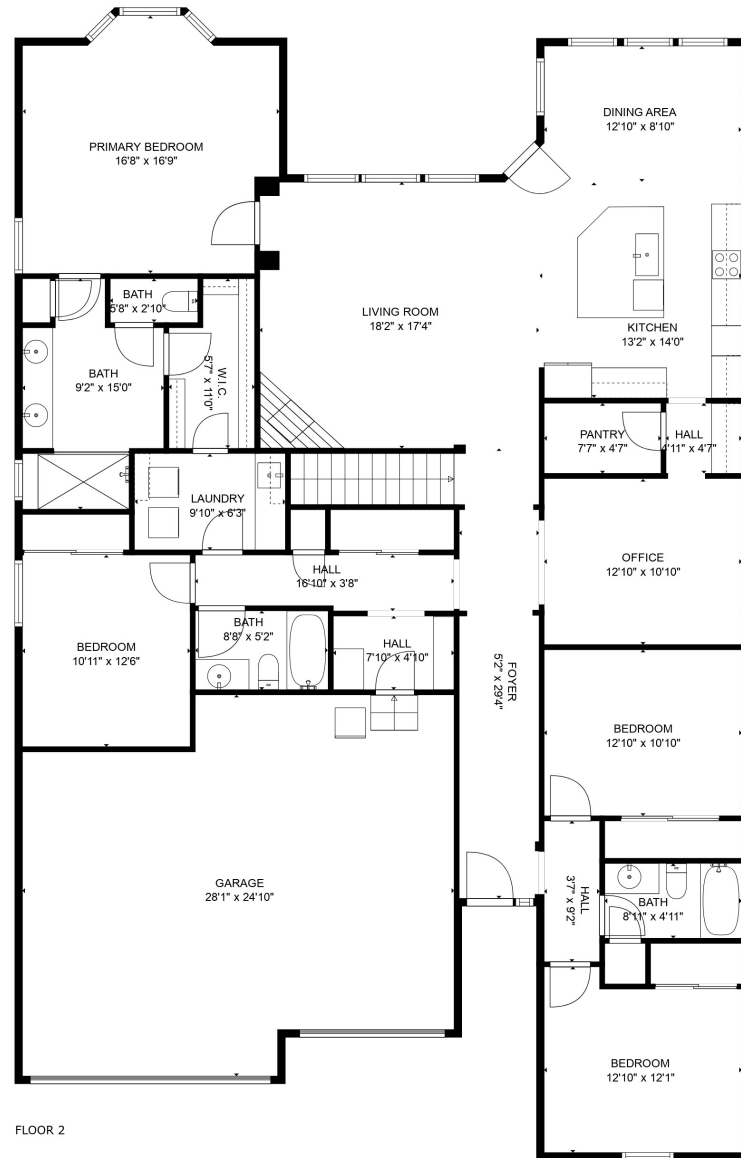 DINING AREA
12'10" x 8'10"
PRIMARY BEDROOM
16'8" x 16'9"
BATH
5'8" x 2'10"
LIVING ROOM
18'2" x 17'4"
KITCHEN
13'2" x 14'0"
BATH
9'2" x 15'0"
W.I.C.
5'7" x 11'0"
PANTRY
7'7" x 4'7"
HALL
4'11" x 4'7"
LAUNDRY
9'10" x 6'3"
OFFICE
12'10" x 10'10"
HALL
16'10" x 3'8"
BATH
8'8" x 5'2"
HALL
7'10" x 4'10"
BEDROOM
10'11" x 12'6"
FOYER
5'2" x 29'4"
BEDROOM
12'10" x 10'10"
GARAGE
28'1" x 24'10"
HALL
3'7" x 9'2"
BATH
8'11" x 4'11"
BEDROOM
12'10" x 12'1"
FLOOR 2